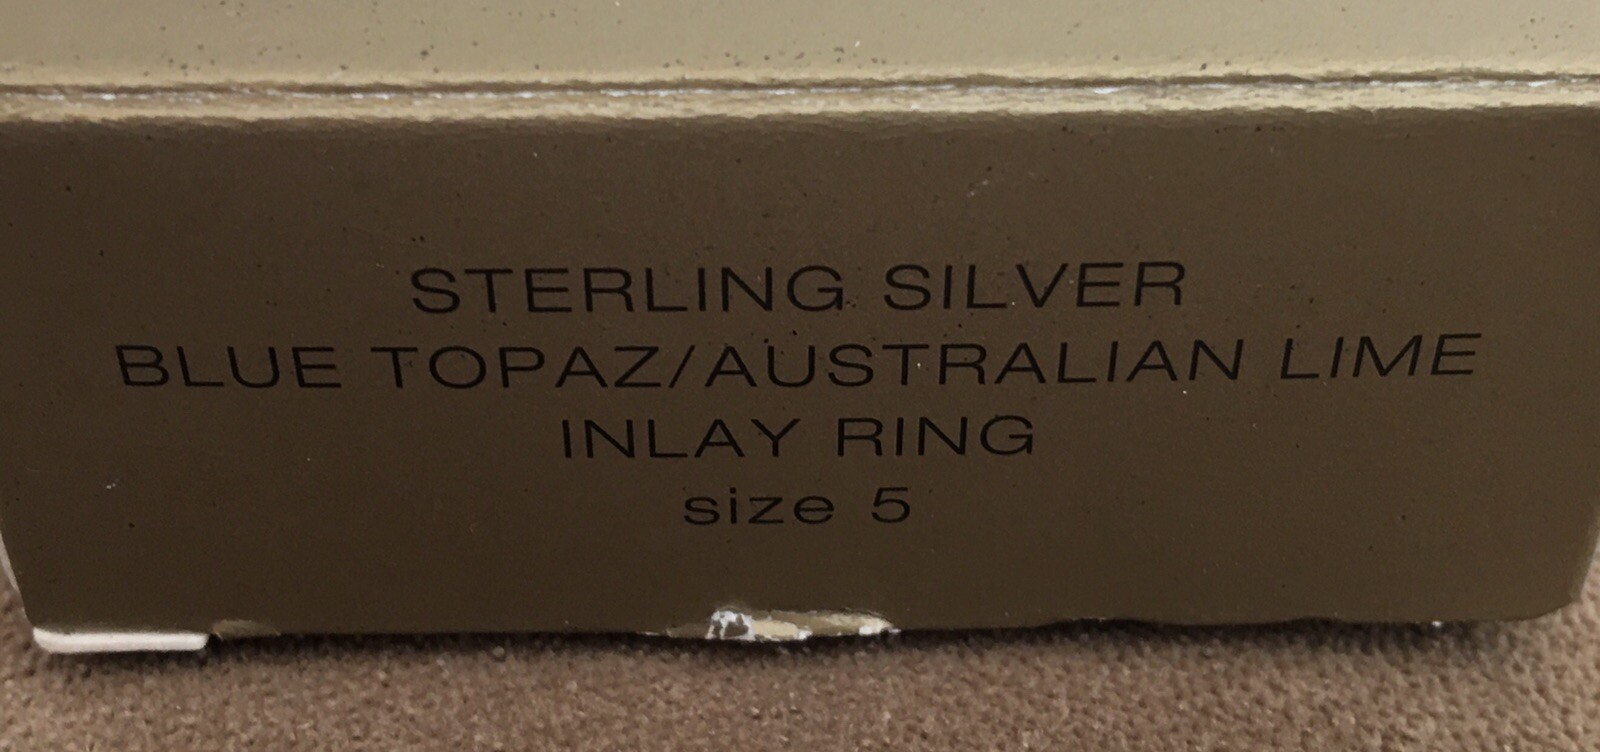 STERLING SILVER
BLUE TOPAZ/AUSTRALIAN LIME
INLAY RING
size 5